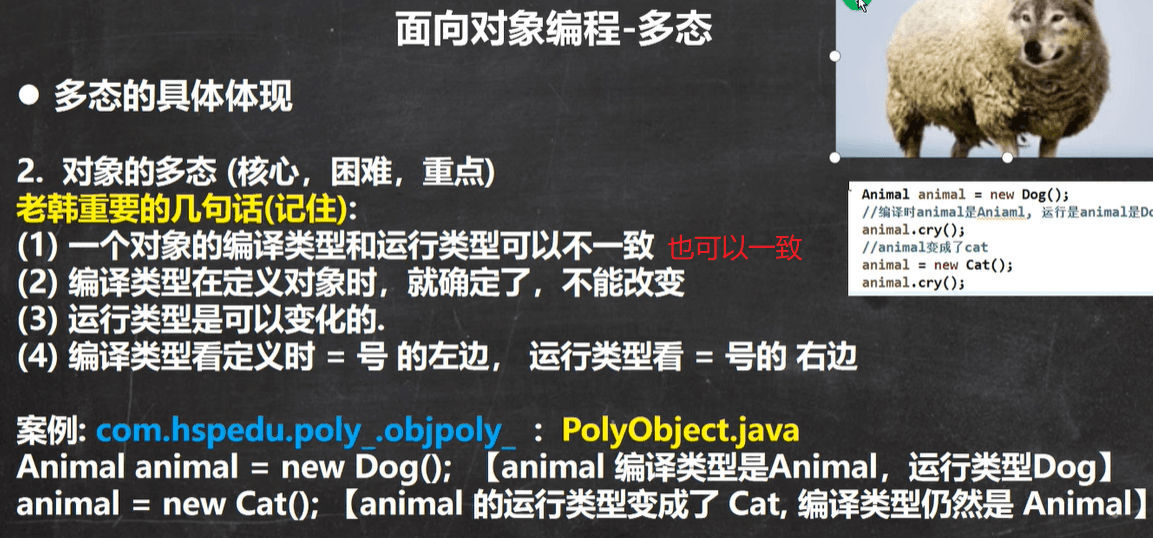 面向对象编程-多态
● 多态的具体体现
2. 对象的多态 (核心，困难，重点)
老韩重要的几句话(记住):
(1) 一个对象的编译类型和运行类型可以不一致 也可以一致
(2) 编译类型在定义对象时，就确定了，不能改变
(3) 运行类型是可以变化的.
(4) 编译类型看定义时 = 号 的左边， 运行类型看 = 号的 右边
Animal animal = new Dog();
//编译时animal是Aniaml, 运行是animal是Do
animal.cry();
//animal变成了cat
animal = new Cat();
animal.cry();
案例: com.hspedu.poly_.objpoly_ : PolyObject.java
Animal animal = new Dog(); 【animal 编译类型是Animal，运行类型Dog】
animal = new Cat(); 【animal 的运行类型变成了 Cat, 编译类型仍然是 Animal】